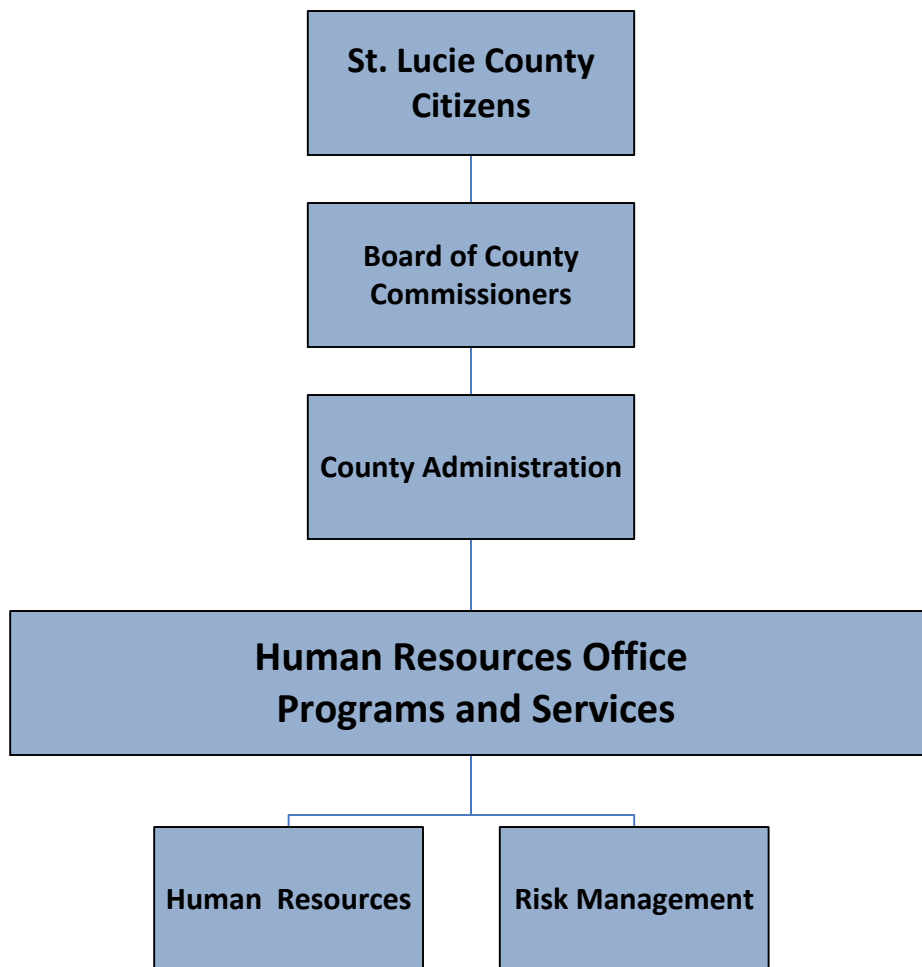 St. Lucie County
Citizens
Board of County
Commissioners
County Administration
Human Resources Office
Programs and Services
Human Resources
Risk Management